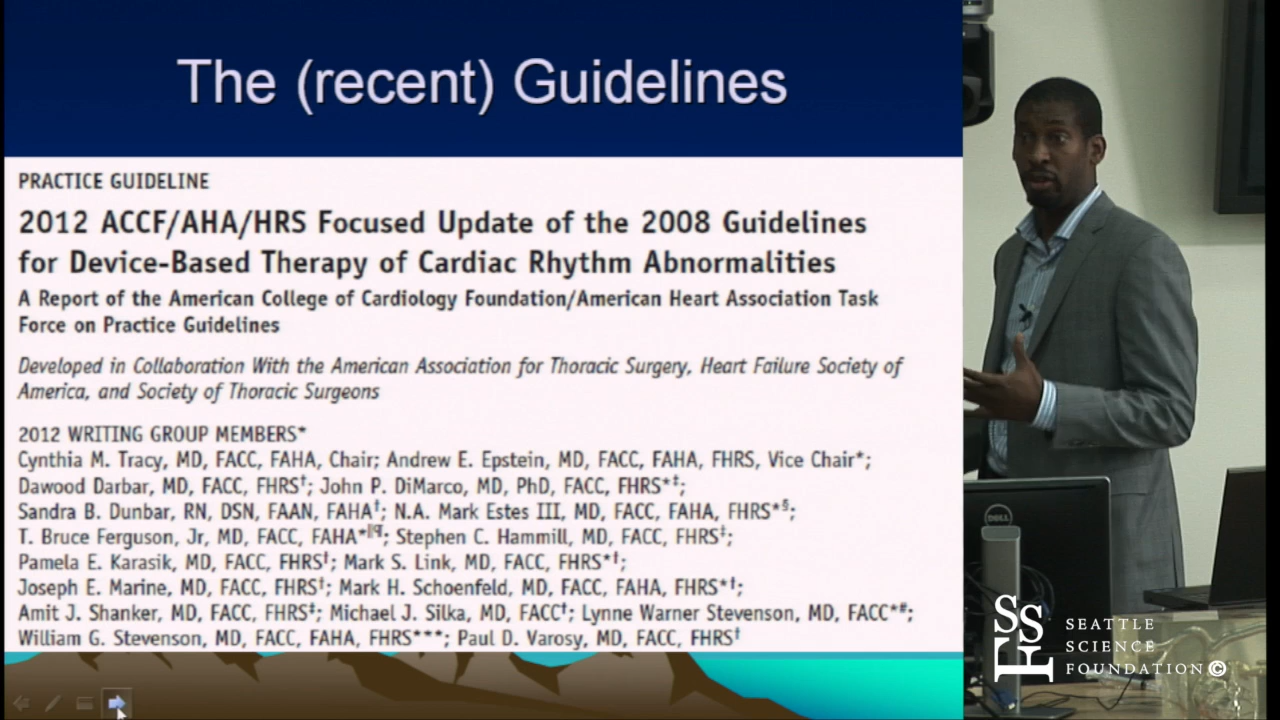 The (recent) Guidelines
PRACTICE GUIDELINE
2012 ACCF/AHA/HRS Focused Update of the 2008 Guidelines
for Device-Based Therapy of Cardiac Rhythm Abnormalities
A Report of the American College of Cardiology Foundation/American Heart Association Task
Force on Practice Guidelines
Developed in Collaboration With the American Association for Thoracic Surgery, Heart Failure Society of
America, and Society of Thoracic Surgeons
2012 WRITING GROUP MEMBERS*
Cynthia M. Tracy, MD, FACC, FAHA, Chair; Andrew E. Epstein, MD, FACC, FAHA, FHRS, Vice Chair*;
Dawood Darbar, MD, FACC, FHRS†; John P. DiMarco, MD, PhD, FACC, FHRS*‡;
Sandra B. Dunbar, RN, DSN, FAAN, FAHA†; N.A. Mark Estes III, MD, FACC, FAHA, FHRS*§;
T. Bruce Ferguson, Jr, MD, FACC, FAHA*‖¶; Stephen C. Hammill, MD, FACC, FHRS‡;
Pamela E. Karasik, MD, FACC, FHRS†; Mark S. Link, MD, FACC, FHRS*†;
Joseph E. Marine, MD, FACC, FHRS†; Mark H. Schoenfeld, MD, FACC, FAHA, FHRS*†;
Amit J. Shanker, MD, FACC, FHRS‡; Michael J. Silka, MD, FACC†; Lynne Warner Stevenson, MD, FACC*#;
William G. Stevenson, MD, FACC, FAHA, FHRS***; Paul D. Varosy, MD, FACC, FHRS†
DELL
SSF
SEATTLE
SCIENCE
FOUNDATION©